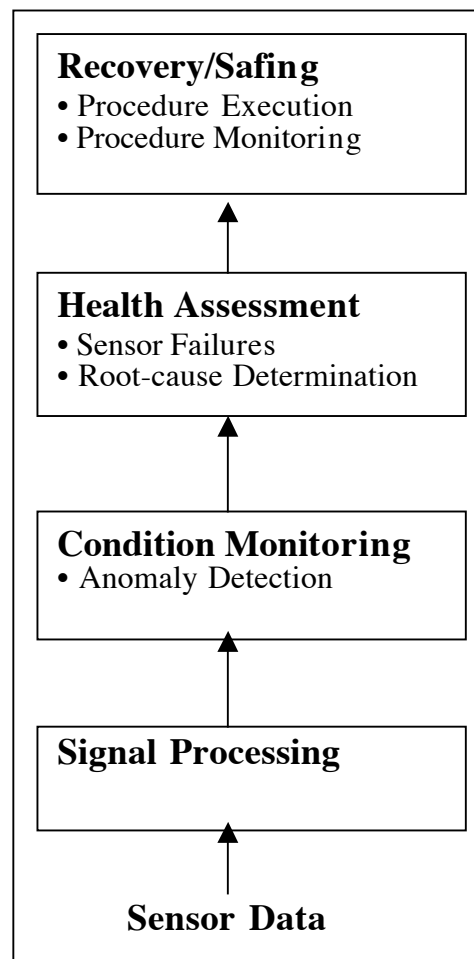 Recovery/Safing
• Procedure Execution
• Procedure Monitoring
Health Assessment
• Sensor Failures
• Root-cause Determination
Condition Monitoring
• Anomaly Detection
Signal Processing
Sensor Data